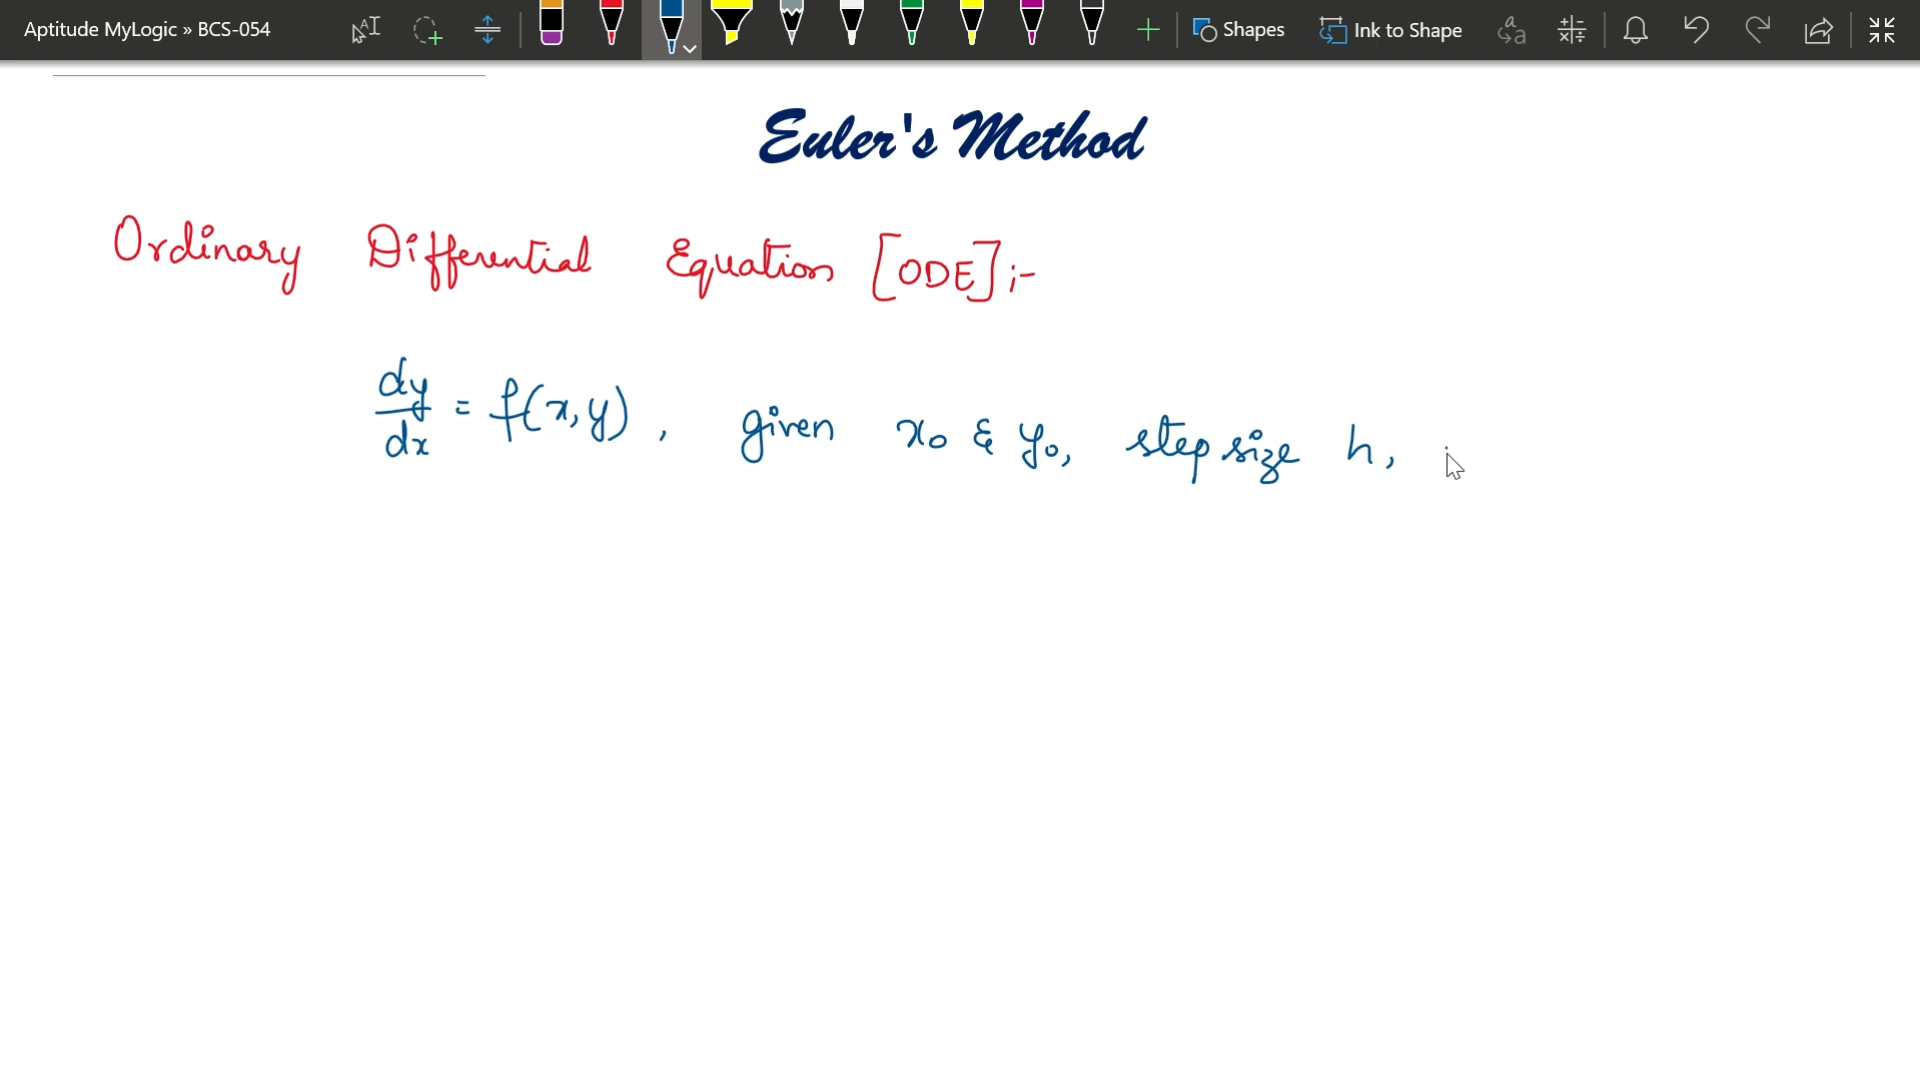 Aptitude MyLogic » BCS-054 Shapes Ink to Shape
Euler's Method
Ordinary Differential Equation [ODE]:-
dy/dx = f(x,y), given x₀ & y₀, step size h,